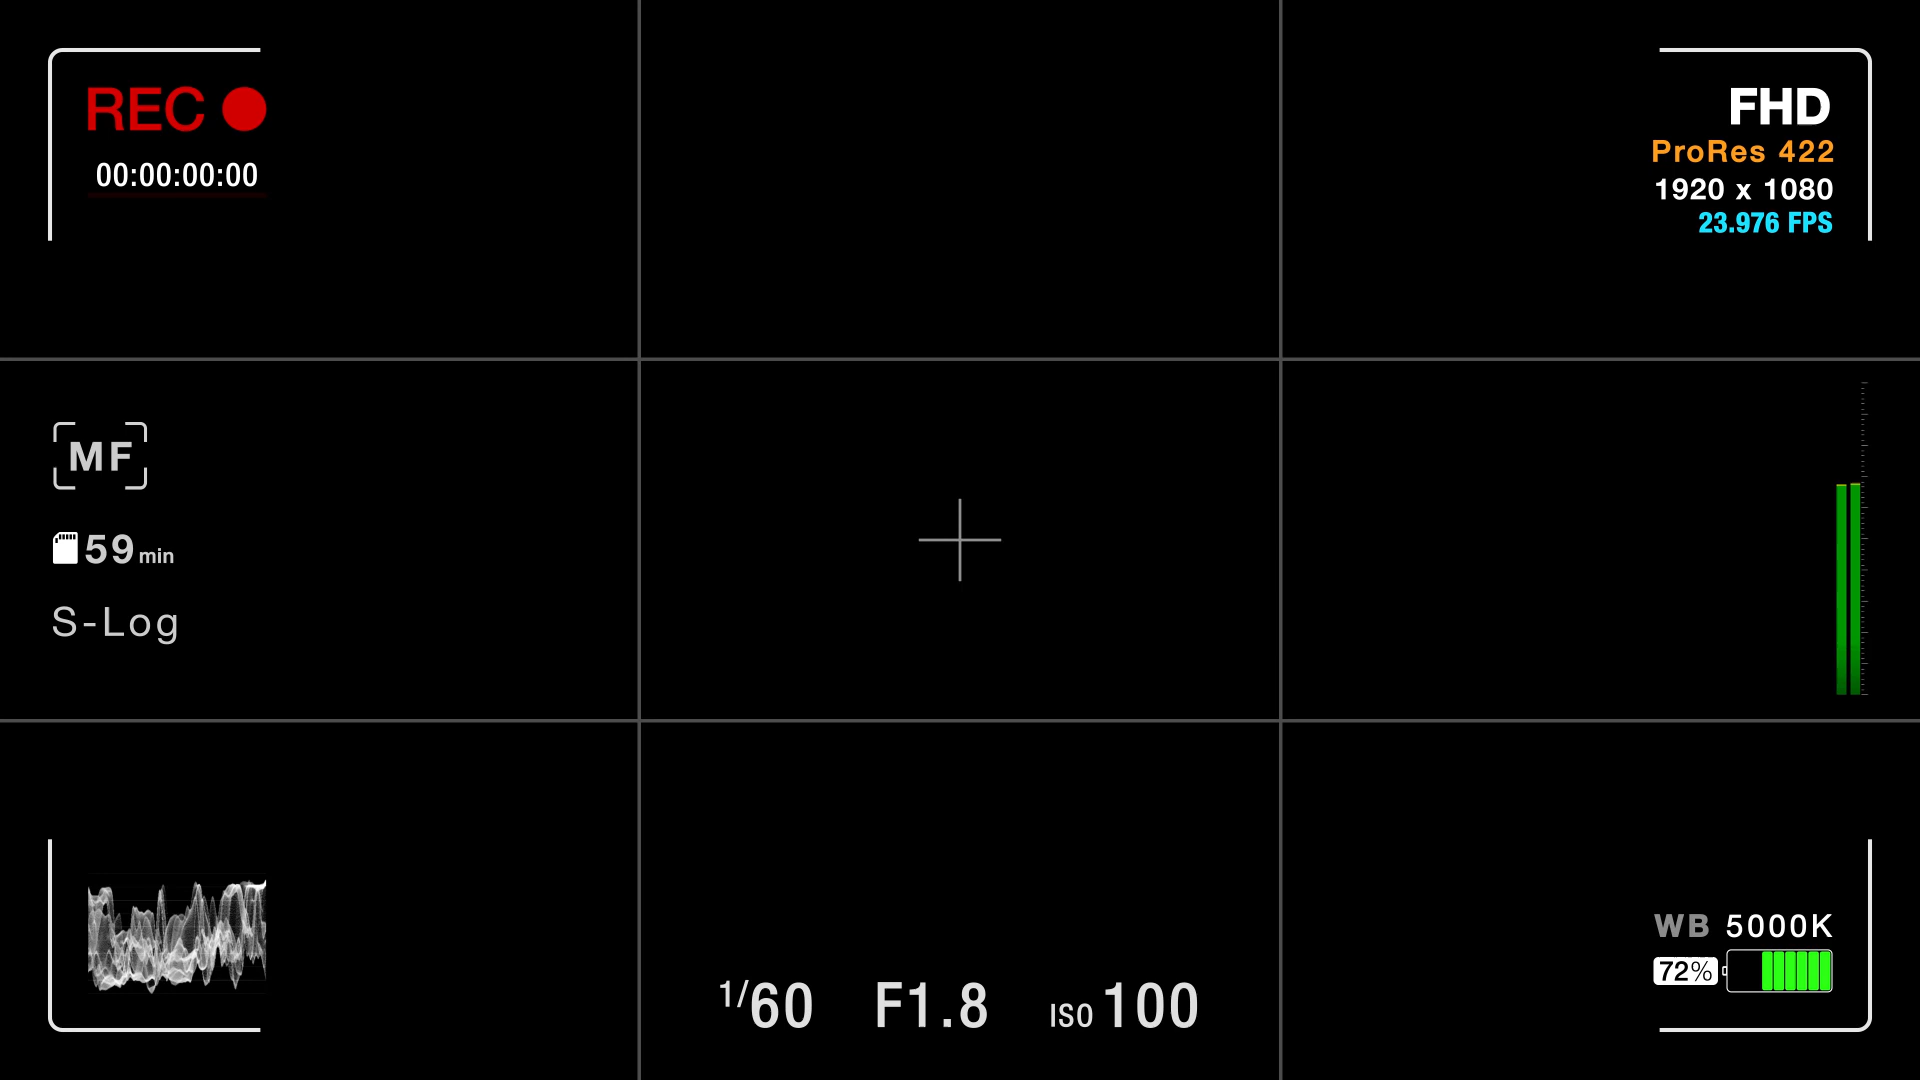 REC
00:00:00:00
FHD
ProRes 422
1920 x 1080
23.976 FPS
MF
59 min
S-Log
WB 5000K
72%
1/60 F1.8 ISO 100